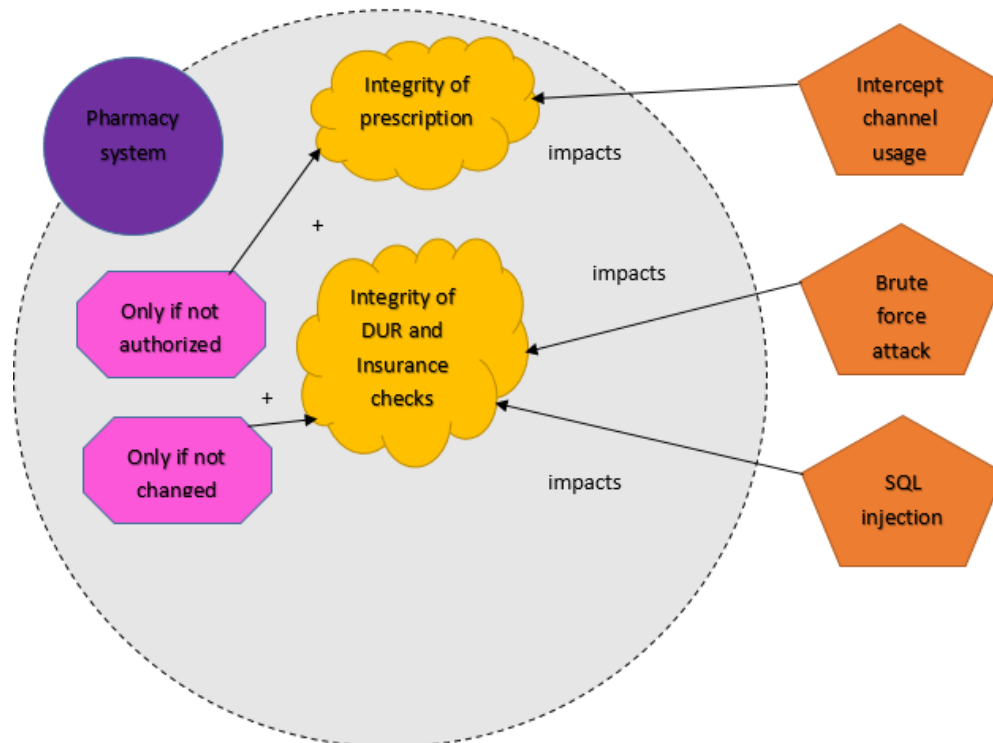 Pharmacy
system
Integrity of
prescription
Intercept
channel
usage
impacts
+
Only if not
authorized
Integrity of
DUR and
Insurance
checks
impacts
Brute
force
attack
+
Only if not
changed
impacts
SQL
injection